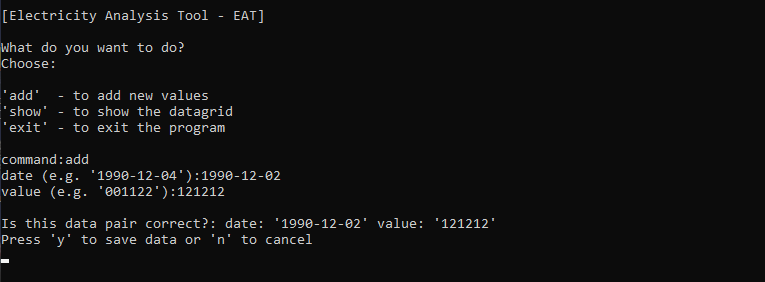 [Electricity Analysis Tool - EAT]
What do you want to do?
Choose:
'add'  - to add new values
'show' - to show the datagrid
'exit' - to exit the program
command:add
date (e.g. '1990-12-04'):1990-12-02
value (e.g. '001122'):121212
Is this data pair correct?: date: '1990-12-02' value: '121212'
Press 'y' to save data or 'n' to cancel